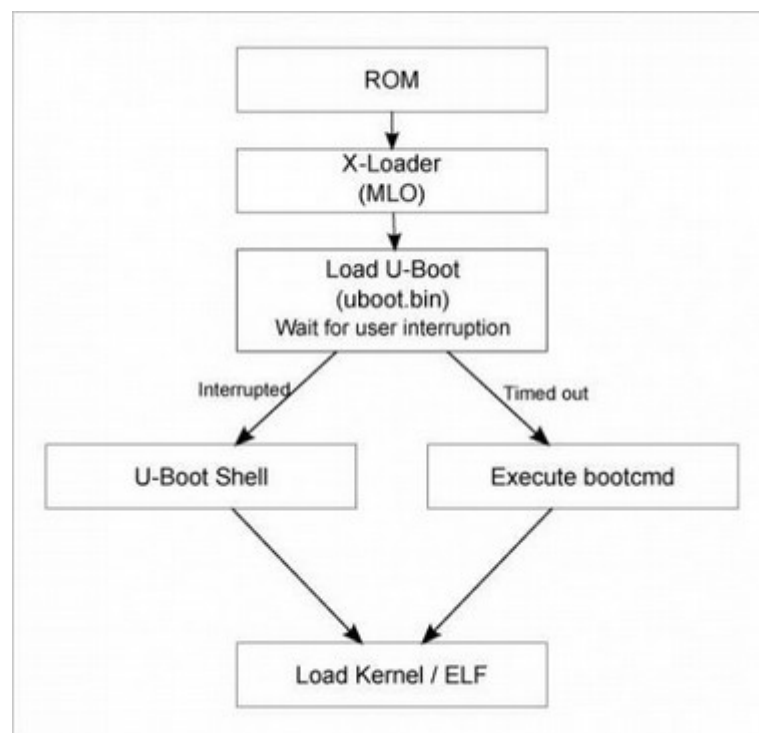 ROM
X-Loader
(MLO)
Load U-Boot
(uboot.bin)
Wait for user interruption
Interrupted
Timed out
U-Boot Shell
Execute bootcmd
Load Kernel / ELF